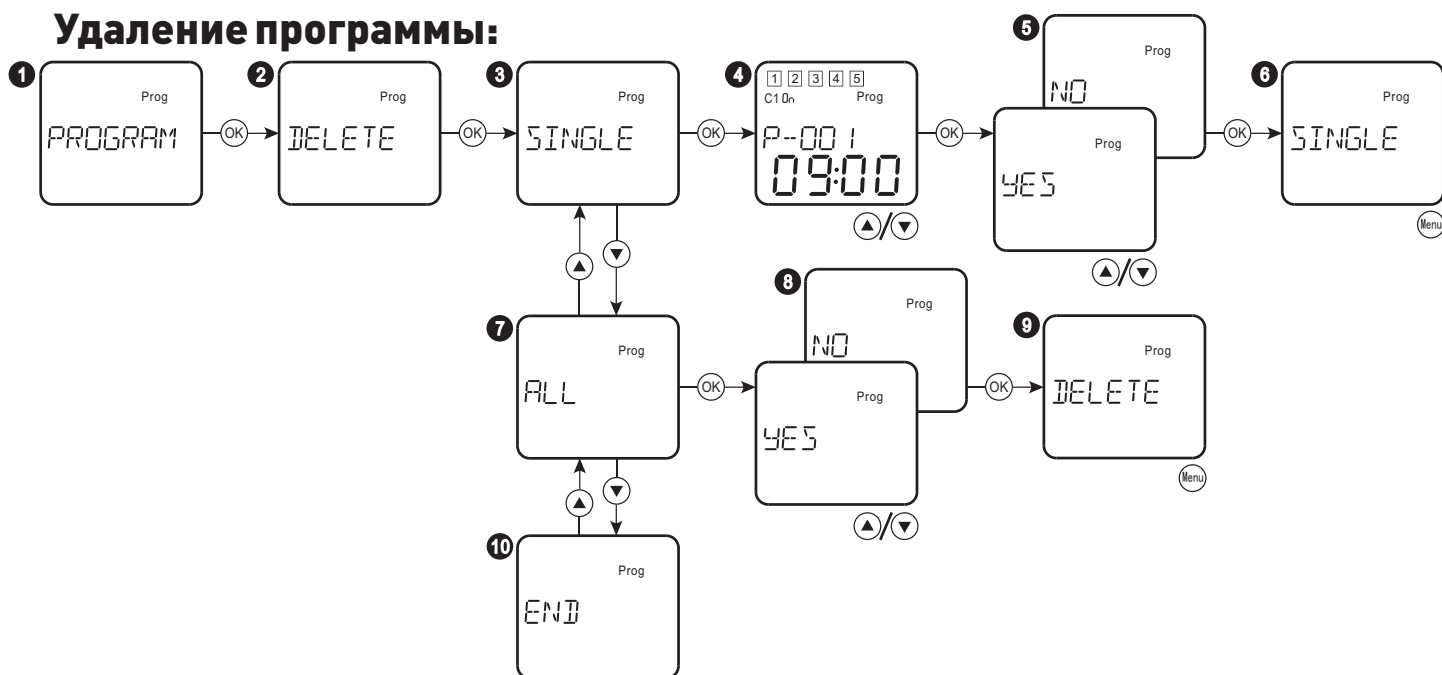 Удаление программы:
1
Prog
PROGRAM
OK
2
Prog
DELETE
OK
3
Prog
SINGLE
OK
4
1 2 3 4 5
C1 On Prog
P--001
09:00
OK
5
Prog
NO
Prog
YES
OK
6
Prog
SINGLE
Menu
7
Prog
ALL
OK
8
Prog
NO
Prog
YES
OK
9
Prog
DELETE
Menu
10
Prog
END